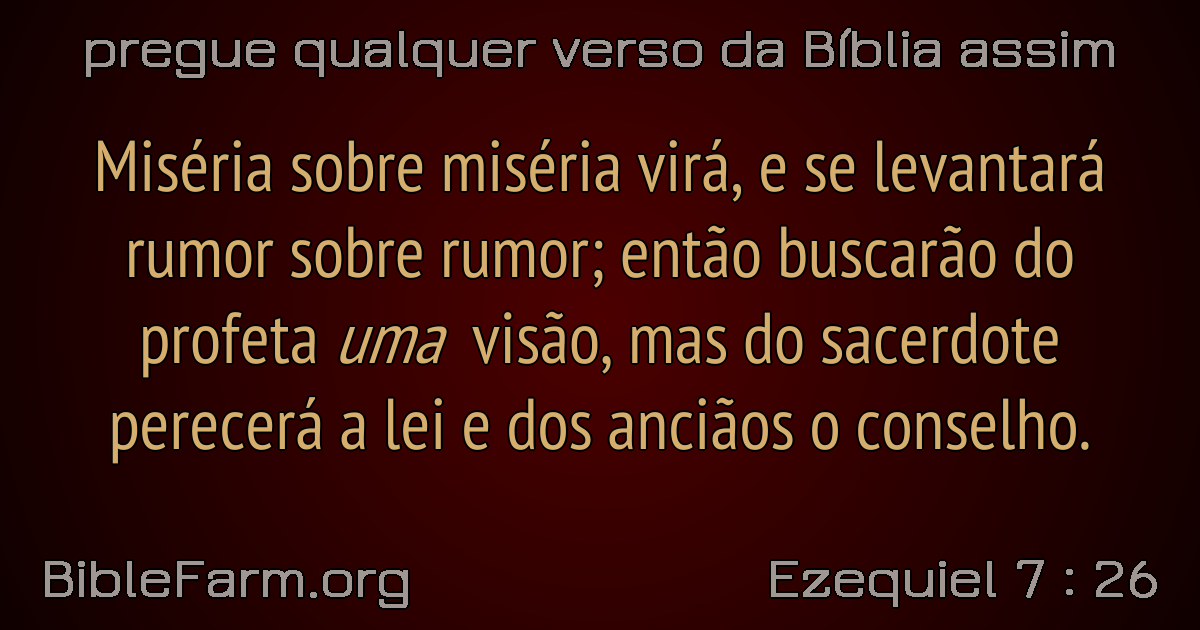 pregue qualquer verso da Bíblia assim
Miséria sobre miséria virá, e se levantará
rumor sobre rumor; então buscarão do
profeta uma visão, mas do sacerdote
perecerá a lei e dos anciãos o conselho.
BibleFarm.org
Ezequiel 7 : 26